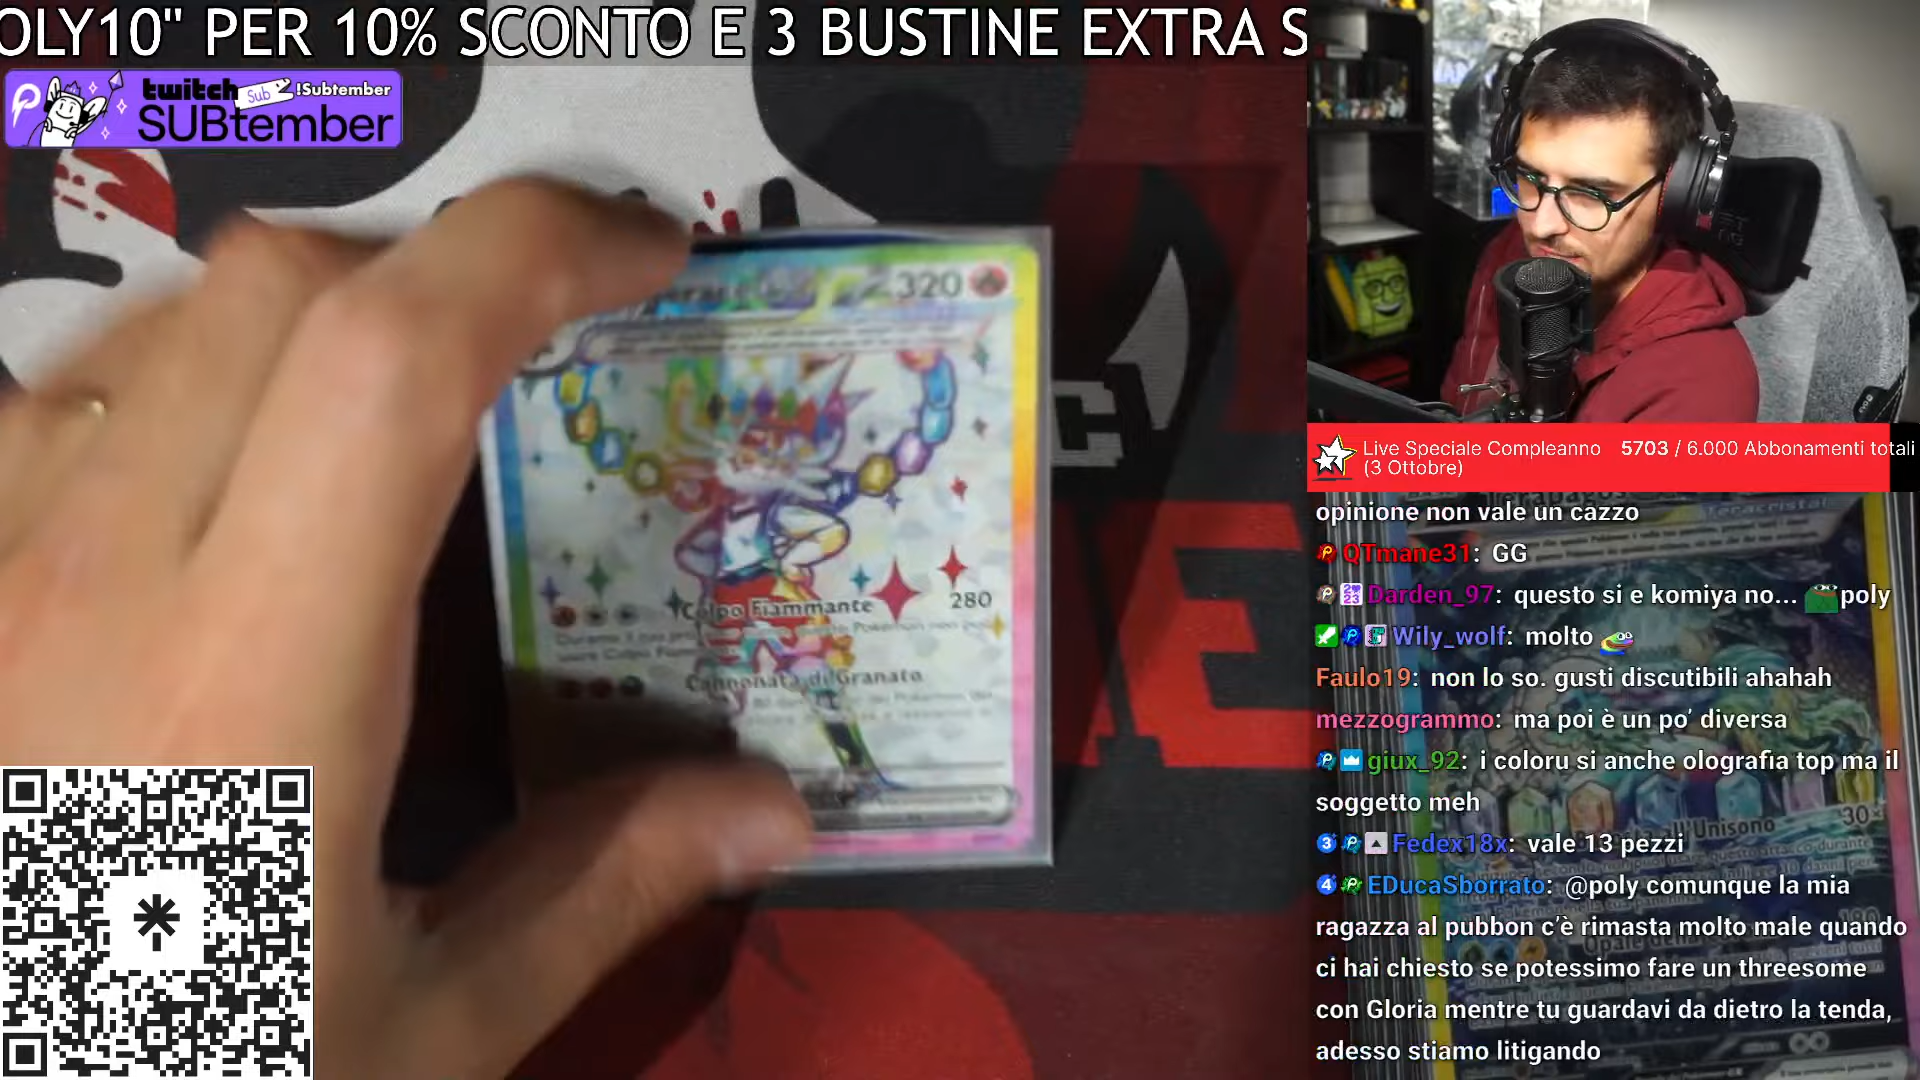 OLY10" PER 10% SCONTO E 3 BUSTINE EXTRA S
twitch Sub !Subtember
SUBtember
320
Colpo Fiammante 280
Cannonata di Granato
Live Speciale Compleanno 5703 / 6.000 Abbonamenti totali
(3 Ottobre)
Teracristal
opinione non vale un cazzo
QTmane31: GG
Darden_97: questo si e komiya no... poly
Wily_wolf: molto
Faulo19: non lo so. gusti discutibili ahahah
mezzogrammo: ma poi è un po’ diversa
giux_92: i coloru si anche olografia top ma il
soggetto meh
30×
all'Unisono
Fedex18x: vale 13 pezzi
EDucaSborrato: @poly comunque la mia
ragazza al pubbon c’è rimasta molto male quando
ci hai chiesto se potessimo fare un threesome
con Gloria mentre tu guardavi da dietro la tenda,
adesso stiamo litigando